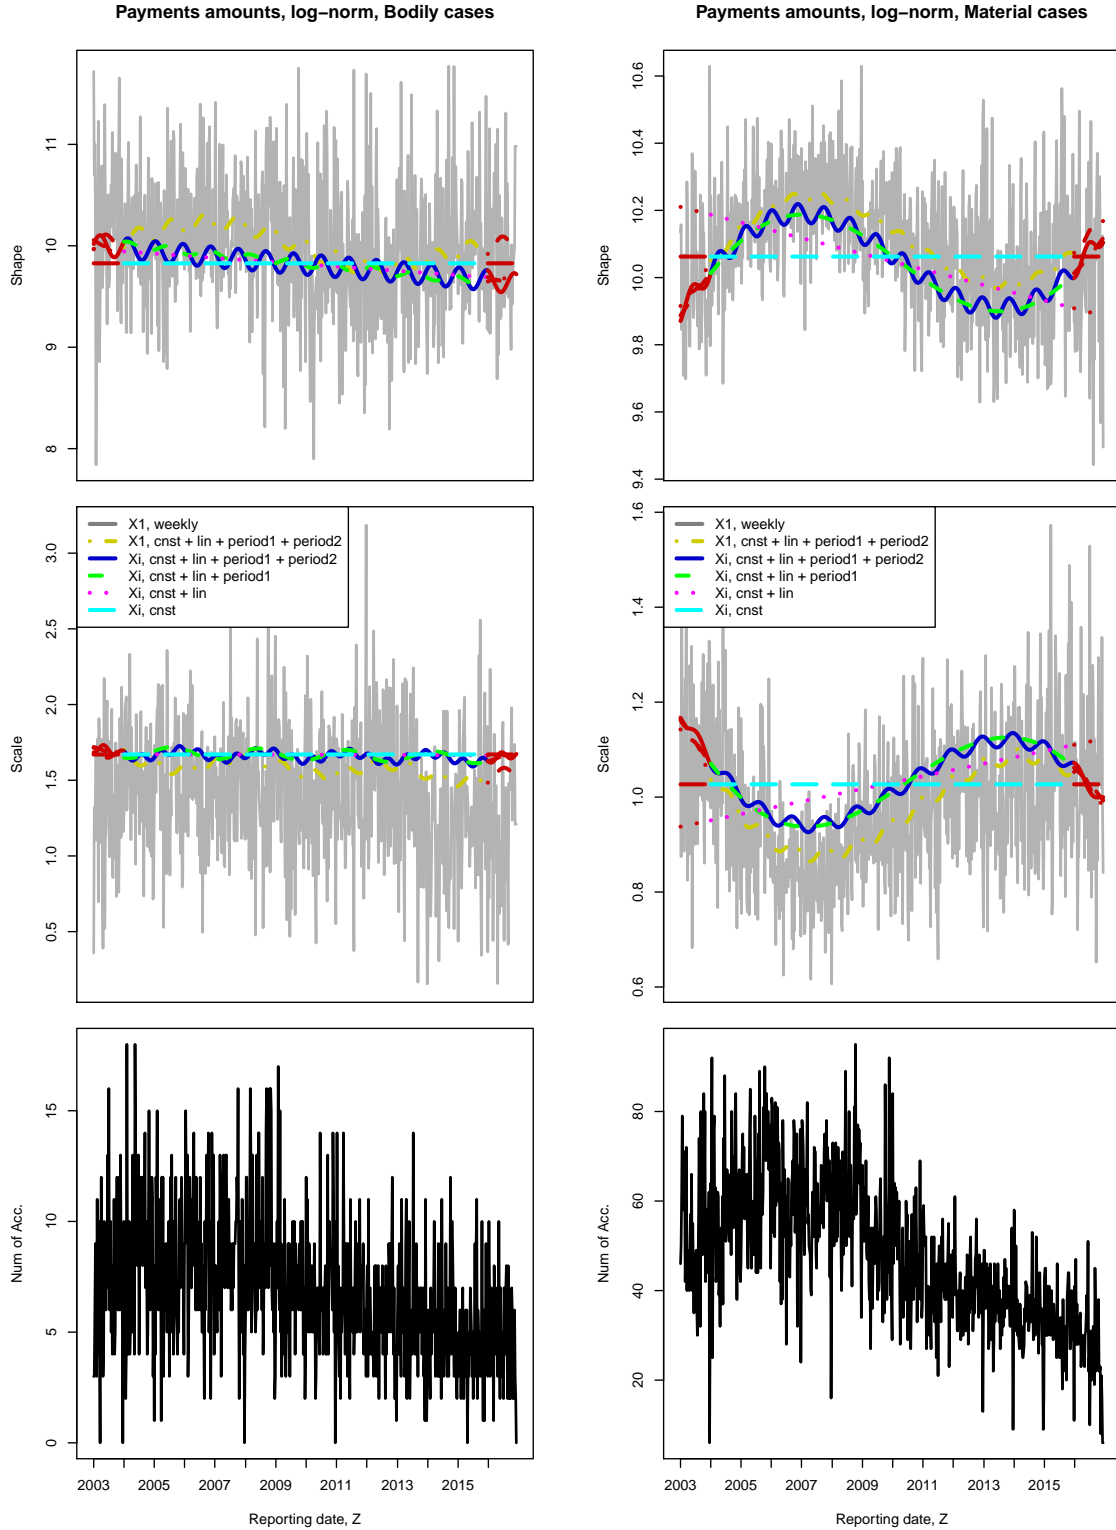 Payments amounts, log−norm, Bodily cases
Shape
8
9
10
11
Scale
0.5
1.0
1.5
2.0
2.5
3.0
X1, weekly
X1, cnst + lin + period1 + period2
Xi, cnst + lin + period1 + period2
Xi, cnst + lin + period1
Xi, cnst + lin
Xi, cnst
Num of Acc.
0
5
10
15
2003 2005 2007 2009 2011 2013 2015
Reporting date, Z
Payments amounts, log−norm, Material cases
Shape
9.4
9.6
9.8
10.0
10.2
10.4
10.6
Scale
0.6
0.8
1.0
1.2
1.4
1.6
X1, weekly
X1, cnst + lin + period1 + period2
Xi, cnst + lin + period1 + period2
Xi, cnst + lin + period1
Xi, cnst + lin
Xi, cnst
Num of Acc.
20
40
60
80
2003 2005 2007 2009 2011 2013 2015
Reporting date, Z